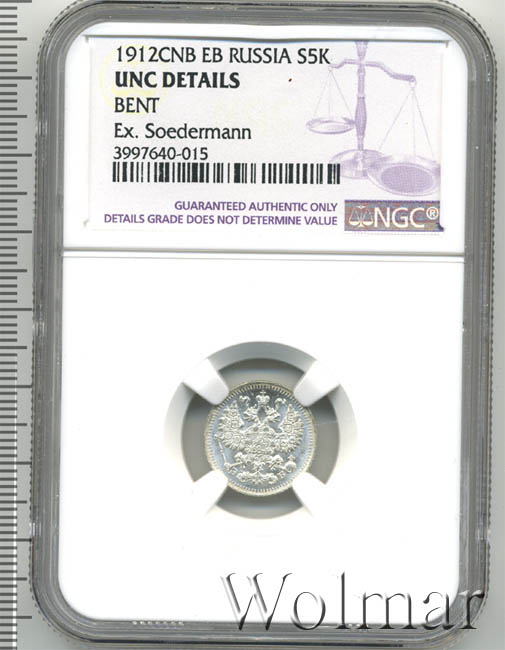 1912CNB EB RUSSIA S5K
UNC DETAILS
BENT
Ex. Soedermann
3997640-015
GUARANTEED AUTHENTIC ONLY
DETAILS GRADE DOES NOT DETERMINE VALUE
NGC®
Wolmar